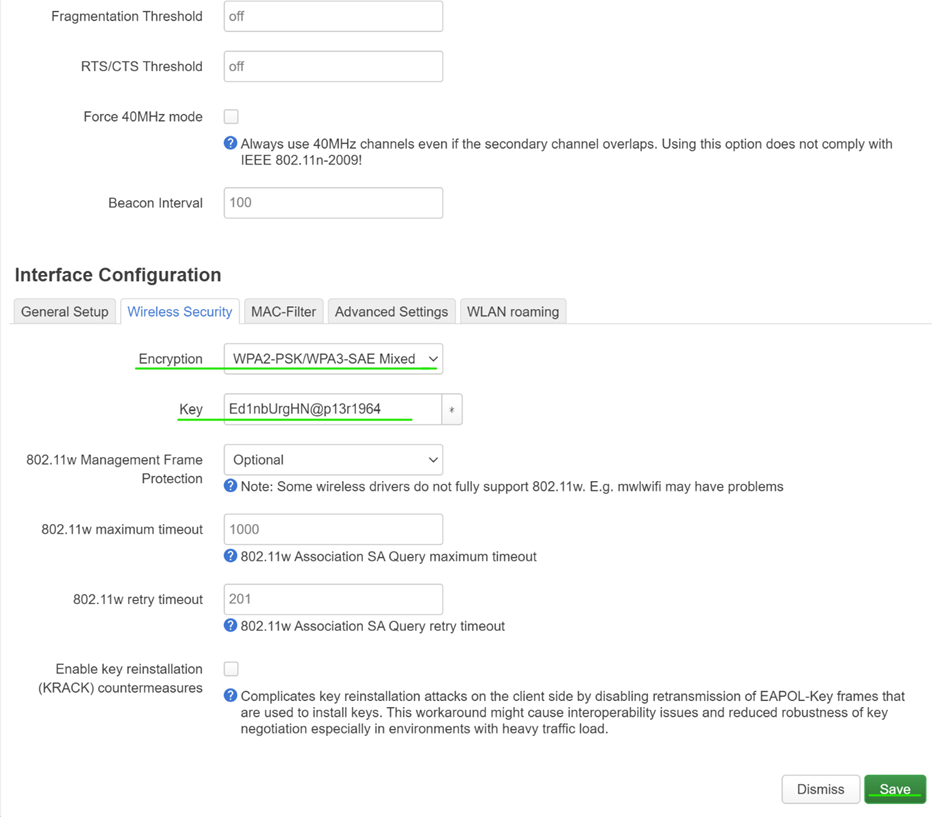 Fragmentation Threshold off
RTS/CTS Threshold off
Force 40MHz mode
Always use 40MHz channels even if the secondary channel overlaps. Using this option does not comply with
IEEE 802.11n-2009!
Beacon Interval 100
Interface Configuration
General Setup Wireless Security MAC-Filter Advanced Settings WLAN roaming
Encryption WPA2-PSK/WPA3-SAE Mixed
Key Ed1nbUrgHN@p13r1964 *
802.11w Management Frame Optional
Protection
Note: Some wireless drivers do not fully support 802.11w. E.g. mwlwifi may have problems
802.11w maximum timeout 1000
802.11w Association SA Query maximum timeout
802.11w retry timeout 201
802.11w Association SA Query retry timeout
Enable key reinstallation
(KRACK) countermeasures
Complicates key reinstallation attacks on the client side by disabling retransmission of EAPOL-Key frames that
are used to install keys. This workaround might cause interoperability issues and reduced robustness of key
negotiation especially in environments with heavy traffic load.
Dismiss Save